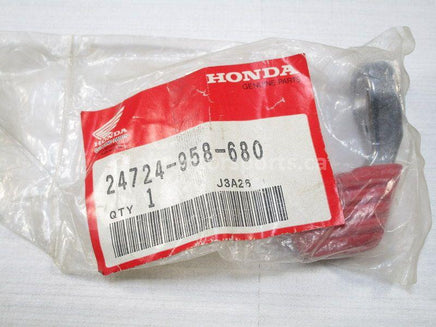 HONDA
GENUINE PARTS
HONDA
24724-958-680
J3A26
QTY 1